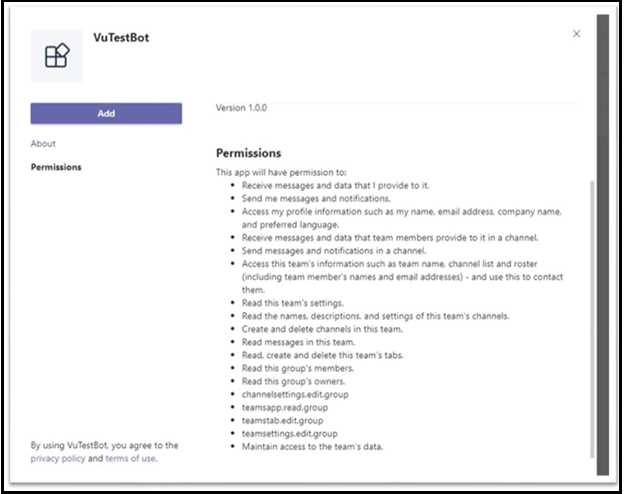 VuTestBot
Add
About
Permissions
Version 1.0.0
Permissions
This app will have permission to:
• Receive messages and data that I provide to it.
• Send me messages and notifications.
• Access my profile information such as my name, email address, company name,
and preferred language.
• Receive messages and data that team members provide to it in a channel.
• Send messages and notifications in a channel.
• Access this team's information such as team name, channel list and roster
(including team member's names and email addresses) - and use this to contact
them.
• Read this team's settings.
• Read the names, descriptions, and settings of this team's channels.
• Create and delete channels in this team.
• Read messages in this team.
• Read, create and delete this team's tabs.
• Read this group's members.
• Read this group's owners.
• channelsettings.edit.group
• teamsapp.read.group
• teamstab.edit.group
• teamsettings.edit.group
• Maintain access to the team's data.
By using VuTestBot, you agree to the
privacy policy and terms of use.